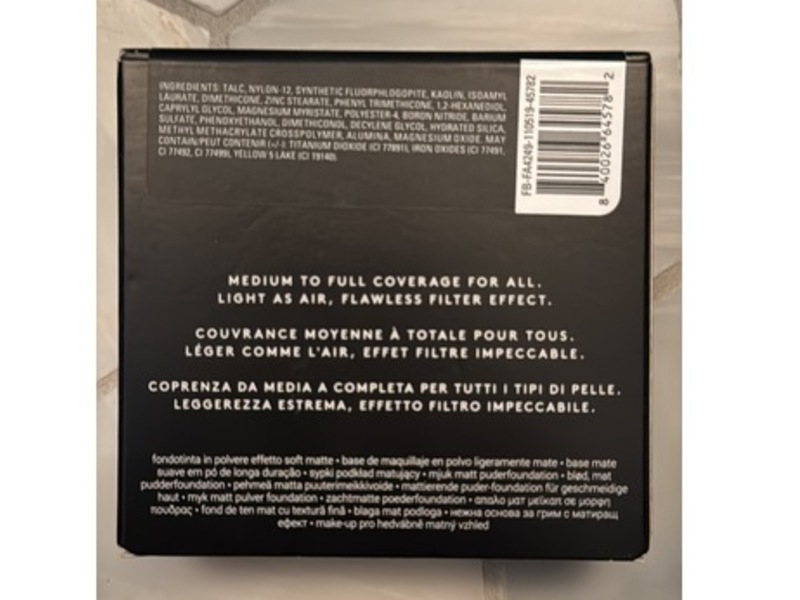 INGREDIENTS: TALC, NYLON-12, SYNTHETIC FLUORPHLOGOPITE, KAOLIN, ISOAMYL
LAURATE, DIMETHICONE, ZINC STEARATE, PHENYL TRIMETHICONE, 1,2-HEXANEDIOL,
CAPRYLYL GLYCOL, MAGNESIUM MYRISTATE, POLYESTER-4, BORON NITRIDE, BARIUM
SULFATE, PHENOXYETHANOL, DIMETHICONOL, DECYLENE GLYCOL, HYDRATED SILICA,
METHYL METHACRYLATE CROSSPOLYMER, ALUMINA, MAGNESIUM OXIDE. MAY
CONTAIN/PEUT CONTENIR (+/-): TITANIUM DIOXIDE (CI 77891), IRON OXIDES (CI 77491,
CI 77492, CI 77499), YELLOW 5 LAKE (CI 19140).
FB-FA4249-110519-45782
8 40026 64578 2
MEDIUM TO FULL COVERAGE FOR ALL.
LIGHT AS AIR, FLAWLESS FILTER EFFECT.
COUVRANCE MOYENNE À TOTALE POUR TOUS.
LÉGER COMME L'AIR, EFFET FILTRE IMPECCABLE.
COPRENZA DA MEDIA A COMPLETA PER TUTTI I TIPI DI PELLE.
LEGGEREZZA ESTREMA, EFFETTO FILTRO IMPECCABILE.
fondotinta in polvere effetto soft matte • base de maquillaje en polvo ligeramente mate • base mate
suave em pó de longa duração • sypki podkład matujący • mjuk matt puderfoundation • blød, mat
pudderfoundation • pehmeä matta puuterimeikkivoide • mattierende puder-foundation für geschmeidige
haut • myk matt pulver foundation • zachtmatte poederfoundation • απαλο ματ μεϊκαπ σε μορφη
πουδρας • fond de ten mat cu textură fină • blaga mat podloga • нежна основа за грим с матиращ
ефект • make-up pro hedvábně matný vzhled